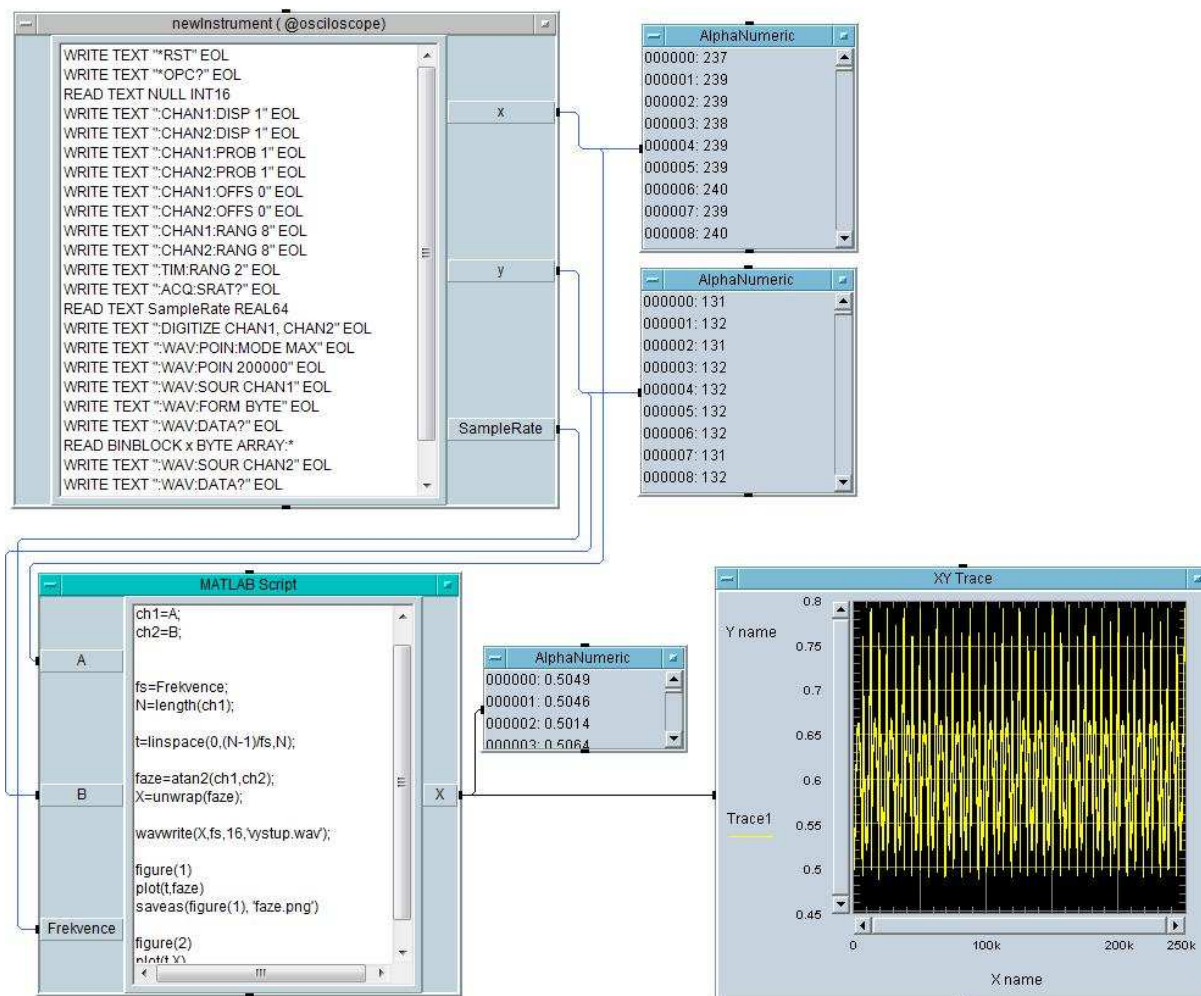 newInstrument ( @osciloscope)
WRITE TEXT "*RST" EOL
WRITE TEXT "*OPC?" EOL
READ TEXT NULL INT16
WRITE TEXT ":CHAN1:DISP 1" EOL
WRITE TEXT ":CHAN2:DISP 1" EOL
WRITE TEXT ":CHAN1:PROB 1" EOL
WRITE TEXT ":CHAN2:PROB 1" EOL
WRITE TEXT ":CHAN1:OFFS 0" EOL
WRITE TEXT ":CHAN2:OFFS 0" EOL
WRITE TEXT ":CHAN1:RANG 8" EOL
WRITE TEXT ":CHAN2:RANG 8" EOL
WRITE TEXT ":TIM:RANG 2" EOL
WRITE TEXT ":ACQ:SRAT?" EOL
READ TEXT SampleRate REAL64
WRITE TEXT ":DIGITIZE CHAN1, CHAN2" EOL
WRITE TEXT ":WAV:POIN:MODE MAX" EOL
WRITE TEXT ":WAV:POIN 200000" EOL
WRITE TEXT ":WAV:SOUR CHAN1" EOL
WRITE TEXT ":WAV:FORM BYTE" EOL
WRITE TEXT ":WAV:DATA?" EOL
READ BINBLOCK x BYTE ARRAY:*
WRITE TEXT ":WAV:SOUR CHAN2" EOL
WRITE TEXT ":WAV:DATA?" EOL
x
y
SampleRate
AlphaNumeric
000000: 237
000001: 239
000002: 239
000003: 238
000004: 239
000005: 239
000006: 240
000007: 239
000008: 240
AlphaNumeric
000000: 131
000001: 132
000002: 131
000003: 132
000004: 132
000005: 132
000006: 132
000007: 131
000008: 132
MATLAB Script
A
B
Frekvence
ch1=A;
ch2=B;
fs=Frekvence;
N=length(ch1);
t=linspace(0,(N-1)/fs,N);
faze=atan2(ch1,ch2);
X=unwrap(faze);
wavwrite(X,fs,16,'vystup.wav');
figure(1)
plot(t,faze)
saveas(figure(1), 'faze.png')
figure(2)
plot(t,X)
X
AlphaNumeric
000000: 0.5049
000001: 0.5046
000002: 0.5014
000003: 0.5064
XY Trace
Y name
Trace1
0.8
0.75
0.7
0.65
0.6
0.55
0.5
0.45
0
100k
200k
250k
X name